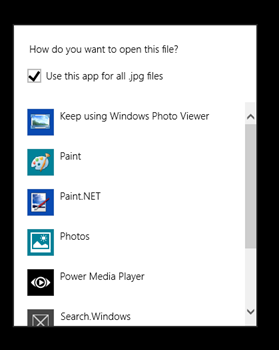 How do you want to open this file?
Use this app for all .jpg files
Keep using Windows Photo Viewer
Paint
Paint.NET
Photos
Power Media Player
Search.Windows